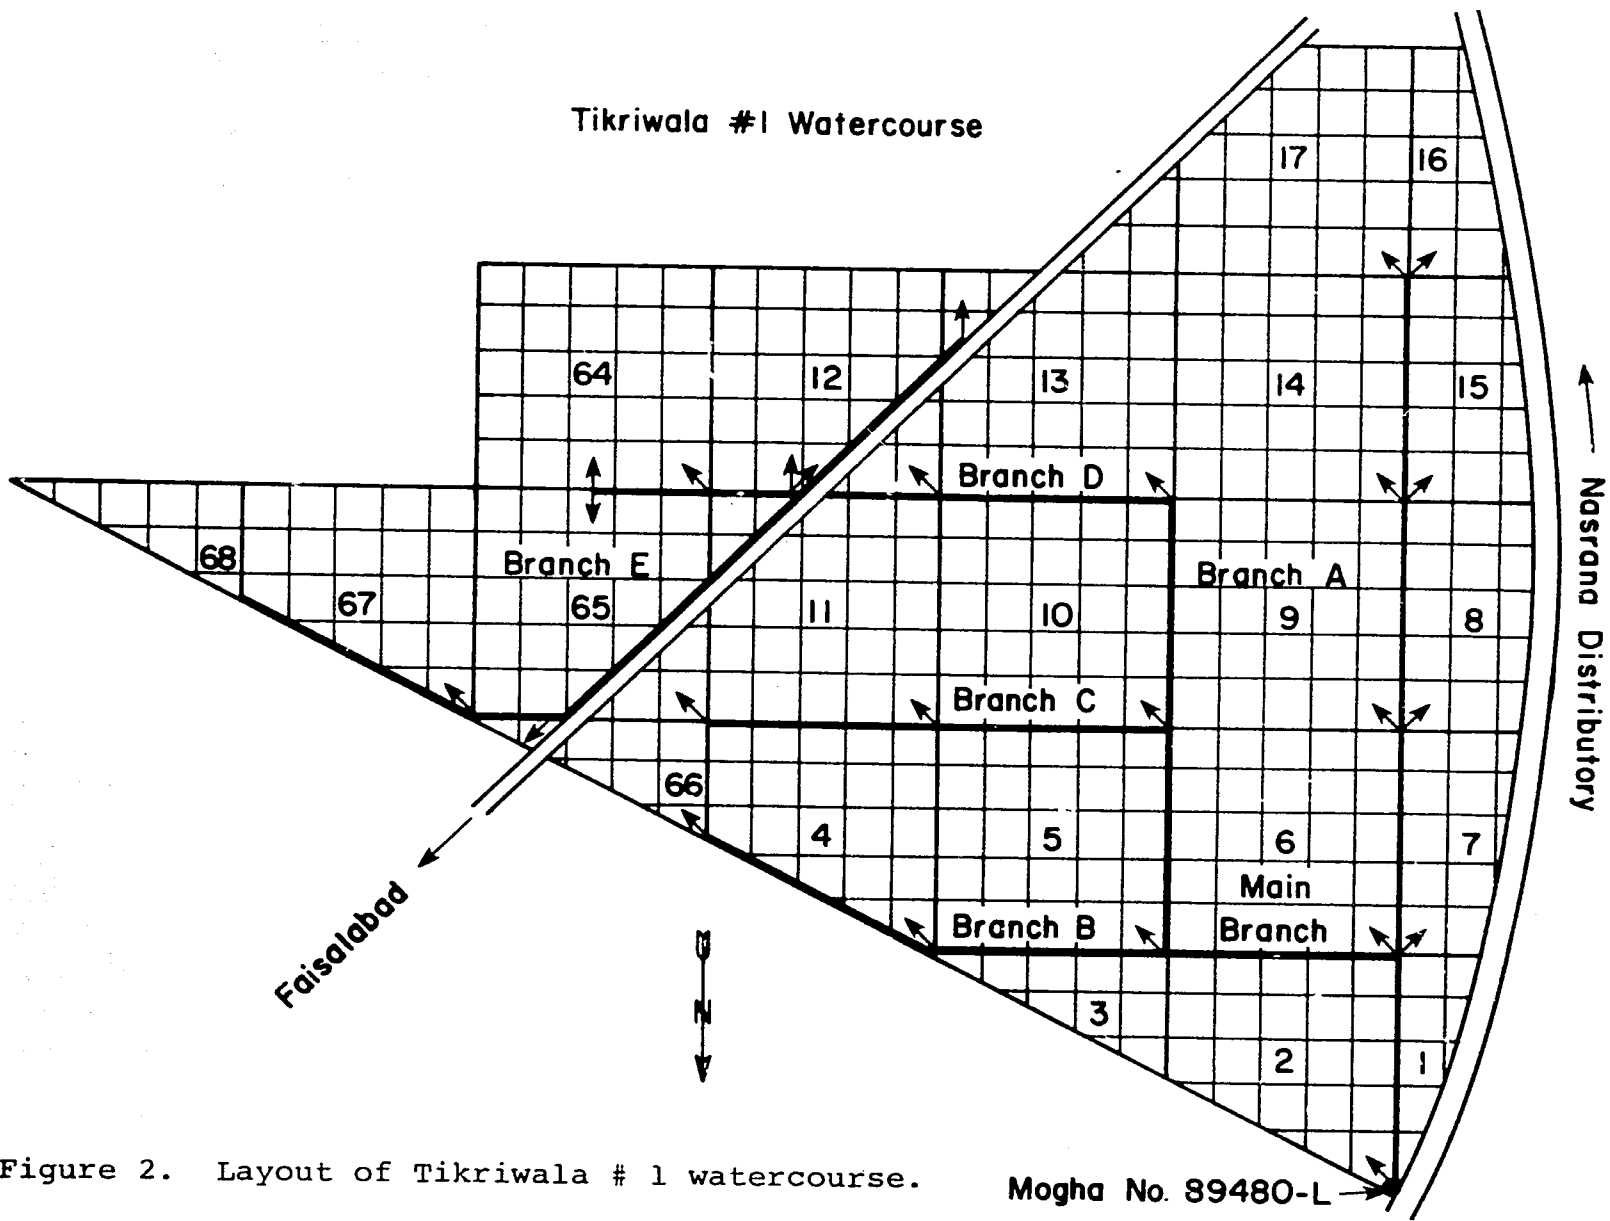 Tikriwala #1 Watercourse
17
16
64
12
13
14
15
Branch D
68
Branch E
Branch A
67
65
11
10
9
8
Nasrana Distributory
Branch C
66
4
5
6
7
Main
Branch B
Branch
Faisalabad
N
3
2
1
Figure 2. Layout of Tikriwala # 1 watercourse.
Mogha No. 89480-L